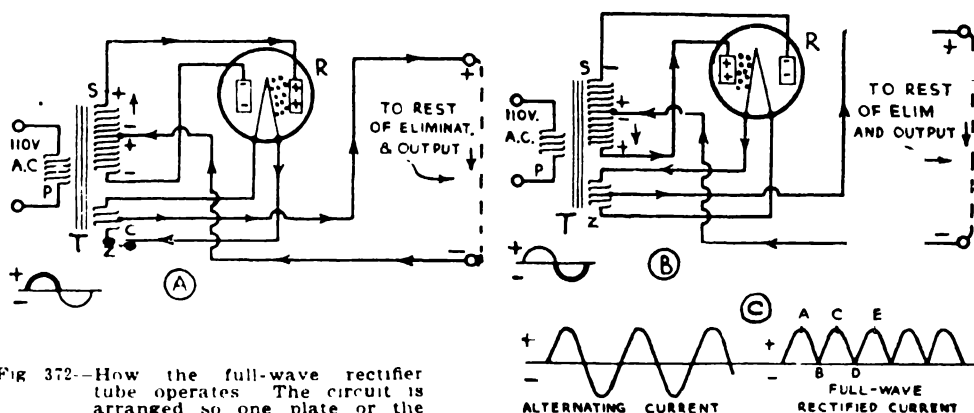 R
+
S
+
-
+
-
110V
A.C
P
T
Z
C
TO REST
OF ELIMINAT.
& OUTPUT
-
+
-
A
R
+
S
-
+
-
+
110V.
A.C.
P
T
Z
TO REST
OF ELIM
AND OUTPUT
-
+
-
B
C
+
-
ALTERNATING CURRENT
A C E
+
-
B D
FULL-WAVE
RECTIFIED CURRENT
Fig 372--How the full-wave rectifier
tube operates The circuit is
arranged so one plate or the